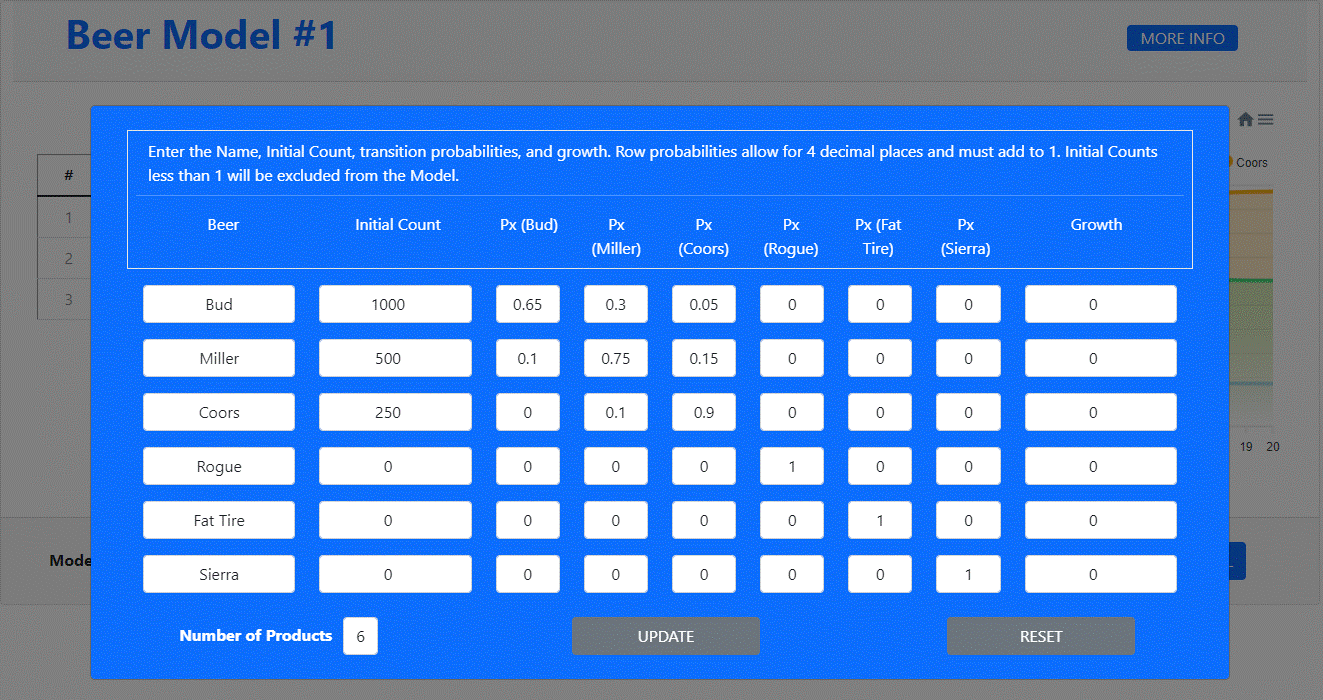 Beer Model #1
MORE INFO
Enter the Name, Initial Count, transition probabilities, and growth. Row probabilities allow for 4 decimal places and must add to 1. Initial Counts
less than 1 will be excluded from the Model.
Beer Initial Count Px (Bud) Px (Miller) Px (Coors) Px (Rogue) Px (Fat Tire) Px (Sierra) Growth
Bud 1000 0.65 0.3 0.05 0 0 0 0
Miller 500 0.1 0.75 0.15 0 0 0 0
Coors 250 0 0.1 0.9 0 0 0 0
Rogue 0 0 0 0 1 0 0 0
Fat Tire 0 0 0 0 0 1 0 0
Sierra 0 0 0 0 0 0 1 0
Number of Products 6 UPDATE RESET
#
1
2
3
Coors
19 20